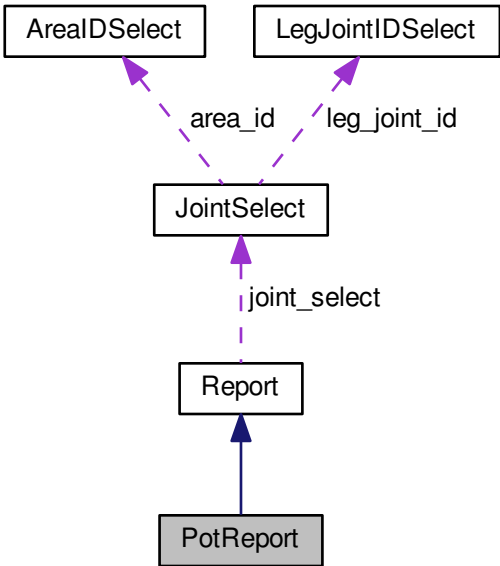 AreaIDSelect
LegJointIDSelect
area_id
leg_joint_id
JointSelect
joint_select
Report
PotReport